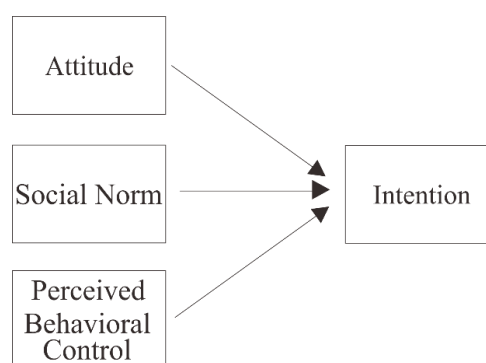 Attitude
Social Norm
Intention
Perceived
Behavioral
Control